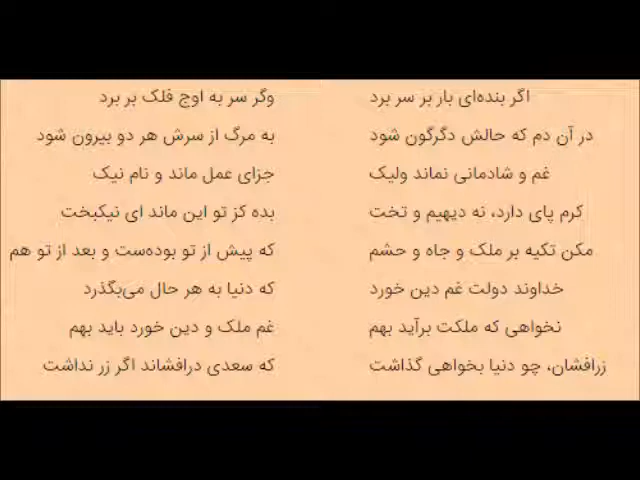 اگر بنده‌ای بار بر سر برد وگر سر به اوج فلک بر برد
در آن دم که حالش دگرگون شود به مرگ از سرش هر دو بیرون شود
غم و شادمانی نماند ولیک جزای عمل ماند و نام نیک
کرم پای دارد، نه دیهیم و تخت بده کز تو این ماند ای نیکبخت
مکن تکیه بر ملک و جاه و حشم که پیش از تو بوده‌ست و بعد از تو هم
خداوند دولت غم دین خورد که دنیا به هر حال می‌بگذرد
نخواهی که ملکت برآید بهم غم ملک و دین خورد باید بهم
زرافشان، چو دنیا بخواهی گذاشت که سعدی درافشاند اگر زر نداشت